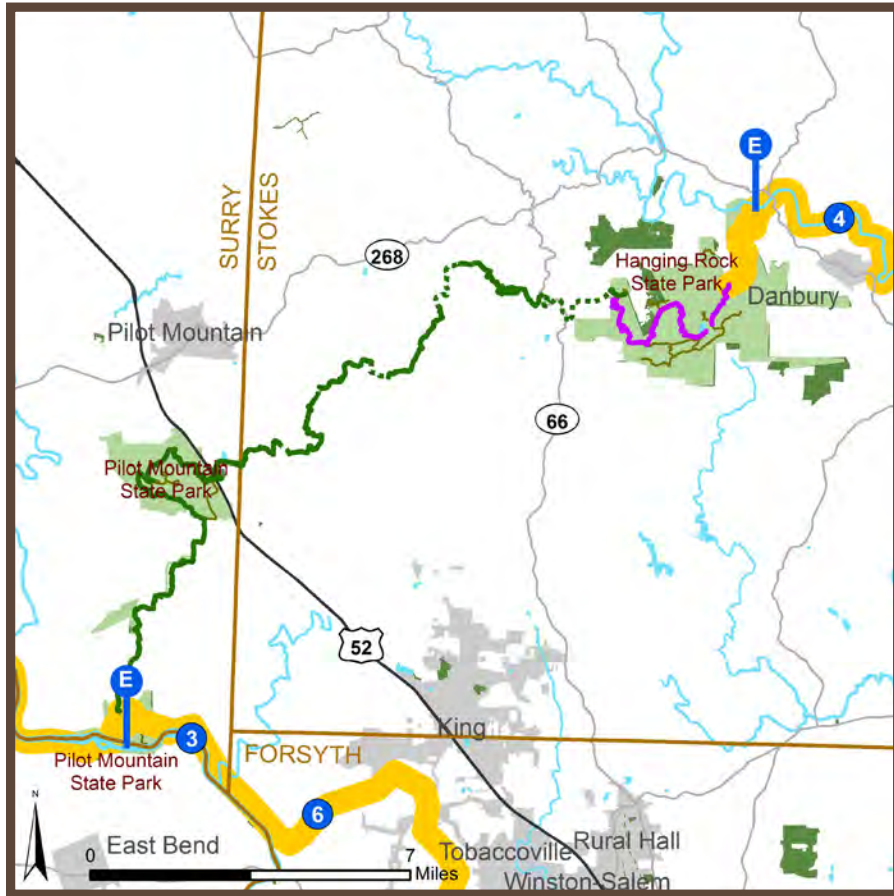 E
4
SURRY
STOKES
268
Hanging Rock
State Park
Danbury
Pilot Mountain
66
Pilot Mountain
State Park
52
E
King
3
FORSYTH
Pilot Mountain
State Park
6
N
East Bend
0
7
Miles
Tobaccoville
Rural Hall
Winston-Salem